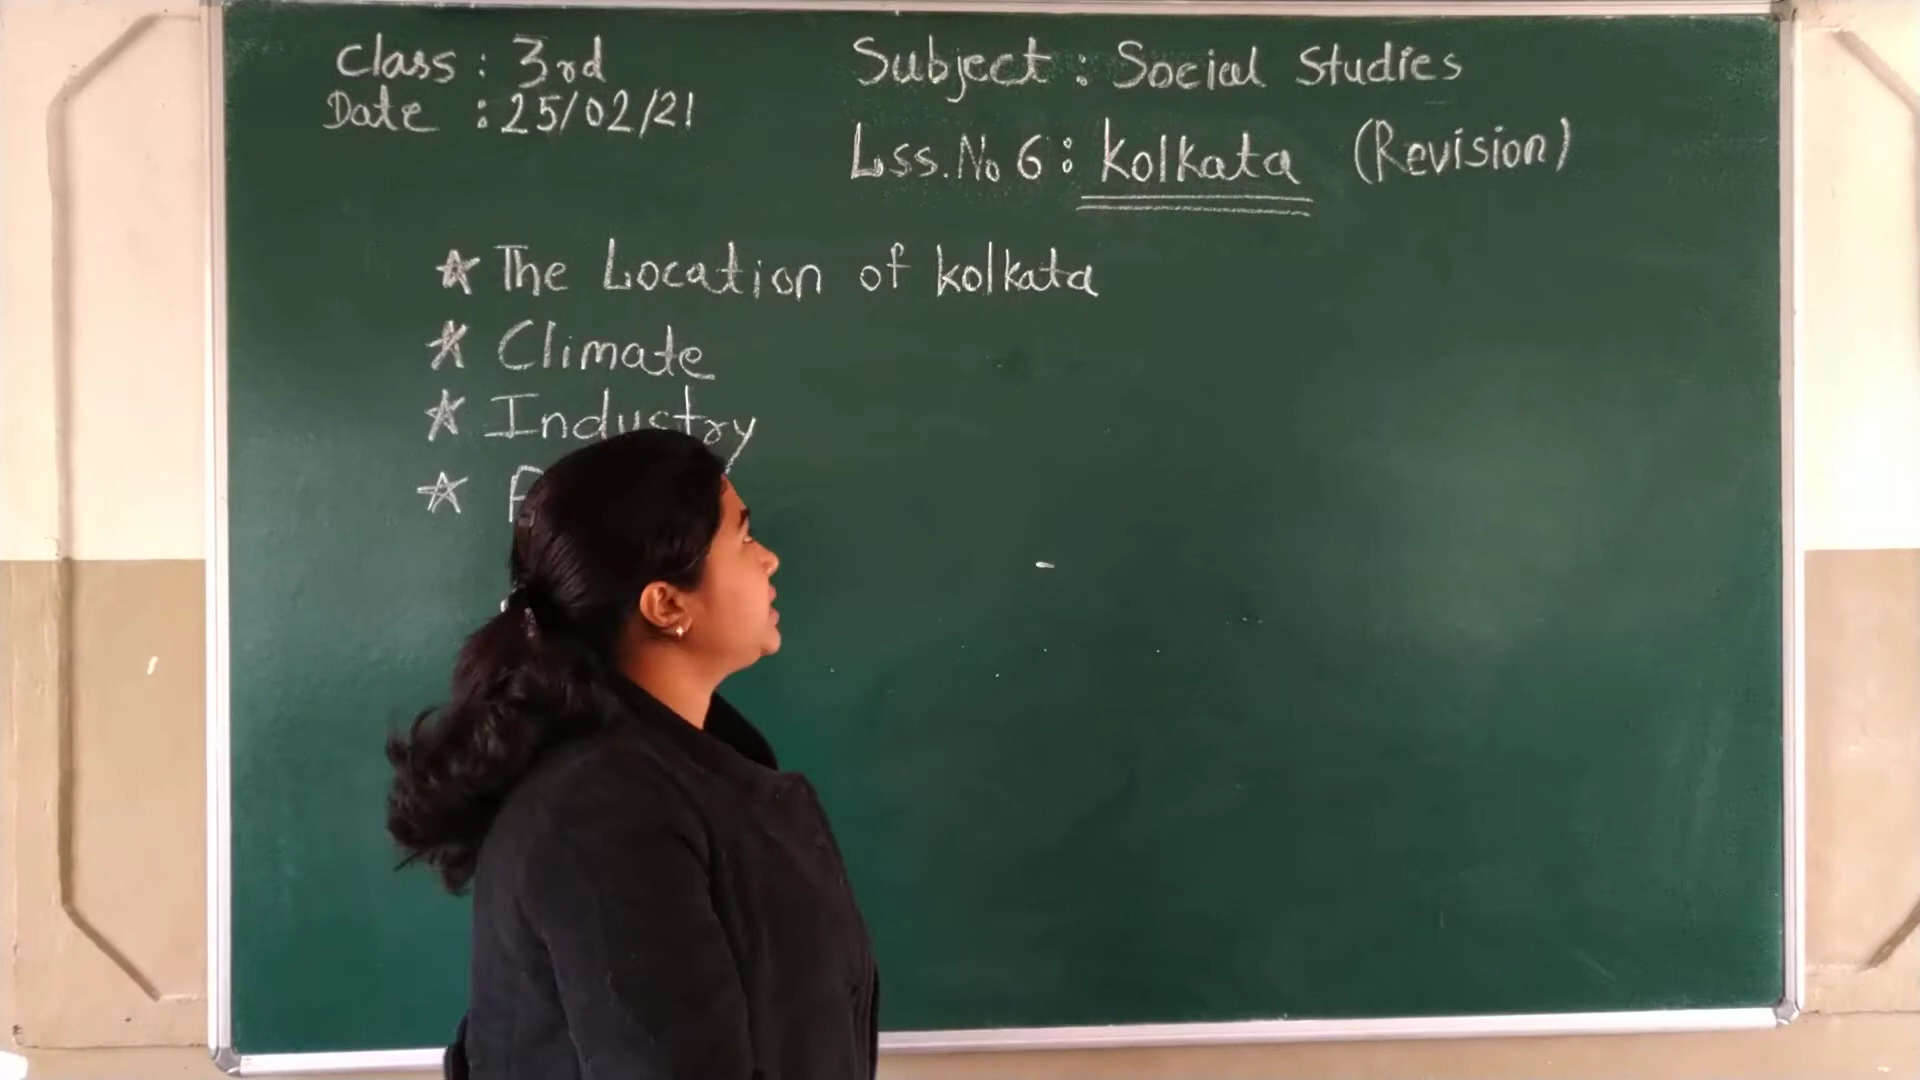 Class : 3rd
Date : 25/02/21
Subject : Social Studies
Lss. No 6 : Kolkata (Revision)
☆ The Location of Kolkata
☆ Climate
☆ Industry
☆